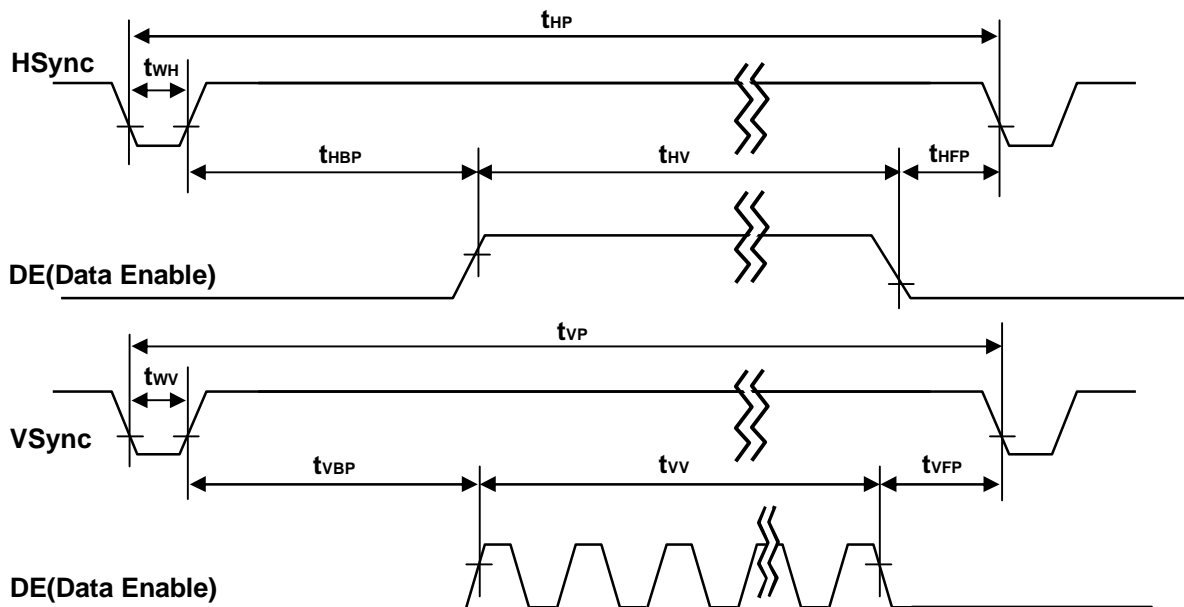 tHP
HSync
tWH
tHBP
tHV
tHFP
DE(Data Enable)
tVP
tWV
VSync
tVBP
tVV
tVFP
DE(Data Enable)